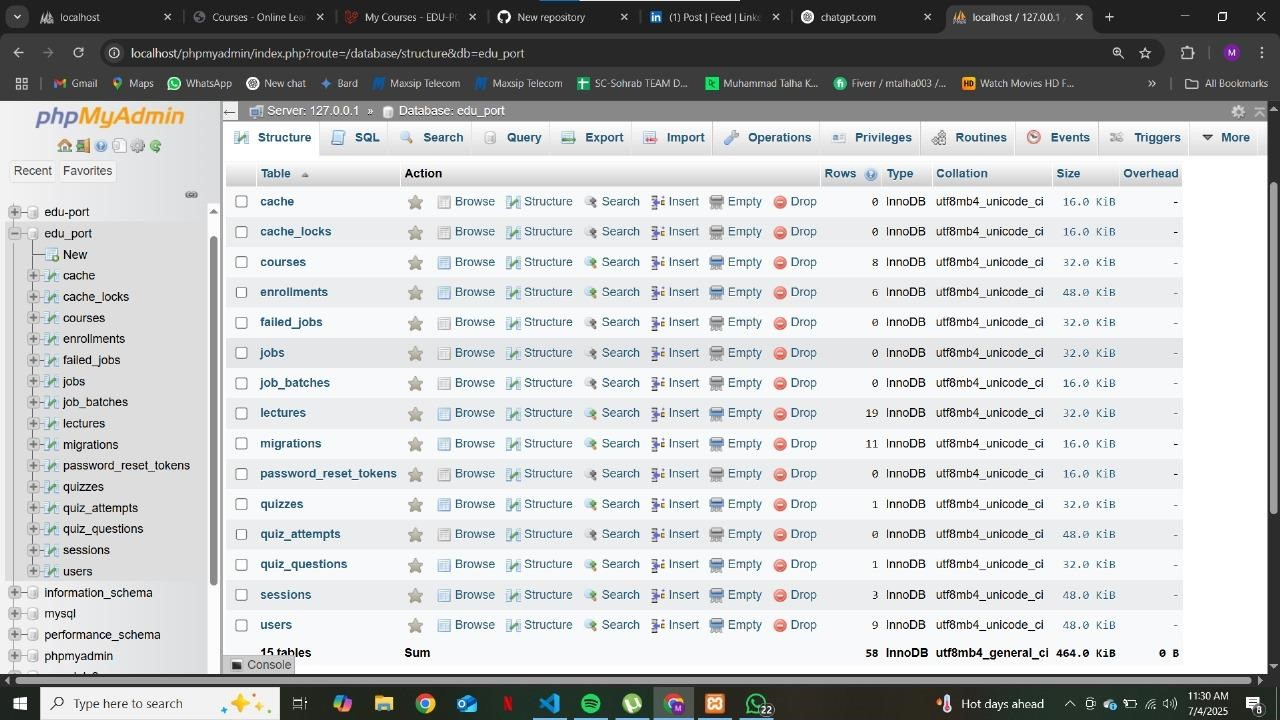 localhost
Courses - Online Lear
My Courses - EDU-PO
New repository
(1) Post | Feed | Linke
chatgpt.com
localhost / 127.0.0.1
localhost/phpmyadmin/index.php?route=/database/structure&db=edu_port
M
Gmail Maps WhatsApp New chat Bard Maxsip Telecom Maxsip Telecom SC-Sohrab TEAM D... Muhammad Talha K... Fiverr / mtalha003 /... HD Watch Movies HD F... » All Bookmarks
phpMyAdmin
Recent Favorites
edu-port
edu_port
New
cache
cache_locks
courses
enrollments
failed_jobs
jobs
job_batches
lectures
migrations
password_reset_tokens
quizzes
quiz_attempts
quiz_questions
sessions
users
information_schema
mysql
performance_schema
phpmyadmin
Server: 127.0.0.1 » Database: edu_port
Structure SQL Search Query Export Import Operations Privileges Routines Events Triggers More
Table Action Rows Type Collation Size Overhead
cache Browse Structure Search Insert Empty Drop 0 InnoDB utf8mb4_unicode_ci 16.0 KiB -
cache_locks Browse Structure Search Insert Empty Drop 0 InnoDB utf8mb4_unicode_ci 16.0 KiB -
courses Browse Structure Search Insert Empty Drop 8 InnoDB utf8mb4_unicode_ci 32.0 KiB -
enrollments Browse Structure Search Insert Empty Drop 6 InnoDB utf8mb4_unicode_ci 48.0 KiB -
failed_jobs Browse Structure Search Insert Empty Drop 0 InnoDB utf8mb4_unicode_ci 32.0 KiB -
jobs Browse Structure Search Insert Empty Drop 0 InnoDB utf8mb4_unicode_ci 32.0 KiB -
job_batches Browse Structure Search Insert Empty Drop 0 InnoDB utf8mb4_unicode_ci 16.0 KiB -
lectures Browse Structure Search Insert Empty Drop 19 InnoDB utf8mb4_unicode_ci 32.0 KiB -
migrations Browse Structure Search Insert Empty Drop 11 InnoDB utf8mb4_unicode_ci 16.0 KiB -
password_reset_tokens Browse Structure Search Insert Empty Drop 0 InnoDB utf8mb4_unicode_ci 16.0 KiB -
quizzes Browse Structure Search Insert Empty Drop 1 InnoDB utf8mb4_unicode_ci 32.0 KiB -
quiz_attempts Browse Structure Search Insert Empty Drop 0 InnoDB utf8mb4_unicode_ci 48.0 KiB -
quiz_questions Browse Structure Search Insert Empty Drop 1 InnoDB utf8mb4_unicode_ci 32.0 KiB -
sessions Browse Structure Search Insert Empty Drop 3 InnoDB utf8mb4_unicode_ci 48.0 KiB -
users Browse Structure Search Insert Empty Drop 9 InnoDB utf8mb4_unicode_ci 48.0 KiB -
15 tables Sum 58 InnoDB utf8mb4_general_ci 464.0 KiB 0 B
Console
Type here to search
22
Hot days ahead
11:30 AM
7/4/2025
8